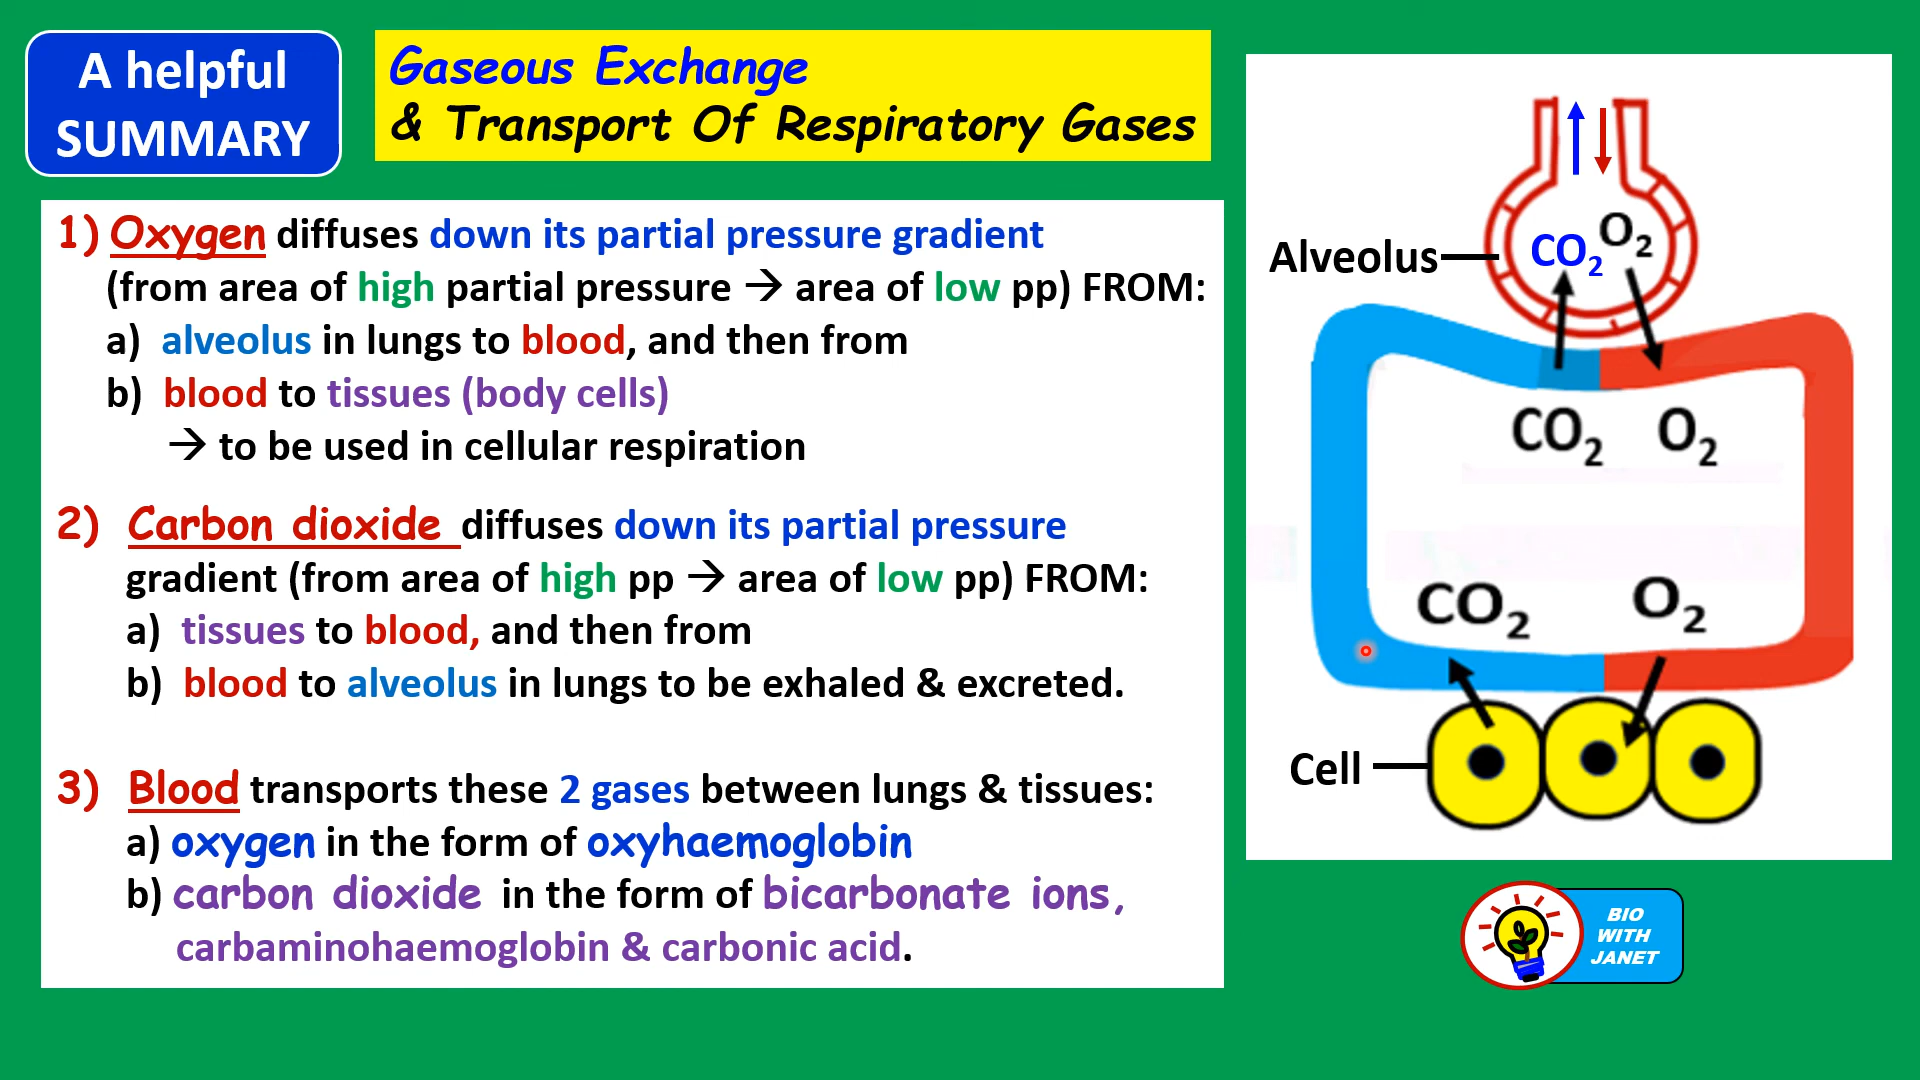 A helpful
SUMMARY
Gaseous Exchange
& Transport Of Respiratory Gases
1) Oxygen diffuses down its partial pressure gradient
(from area of high partial pressure → area of low pp) FROM:
a) alveolus in lungs to blood, and then from
b) blood to tissues (body cells)
→ to be used in cellular respiration
2) Carbon dioxide diffuses down its partial pressure
gradient (from area of high pp → area of low pp) FROM:
a) tissues to blood, and then from
b) blood to alveolus in lungs to be exhaled & excreted.
3) Blood transports these 2 gases between lungs & tissues:
a) oxygen in the form of oxyhaemoglobin
b) carbon dioxide in the form of bicarbonate ions,
carbaminohaemoglobin & carbonic acid.
CO₂ O₂
Alveolus
CO₂ O₂
CO₂ O₂
Cell
BIO
WITH
JANET